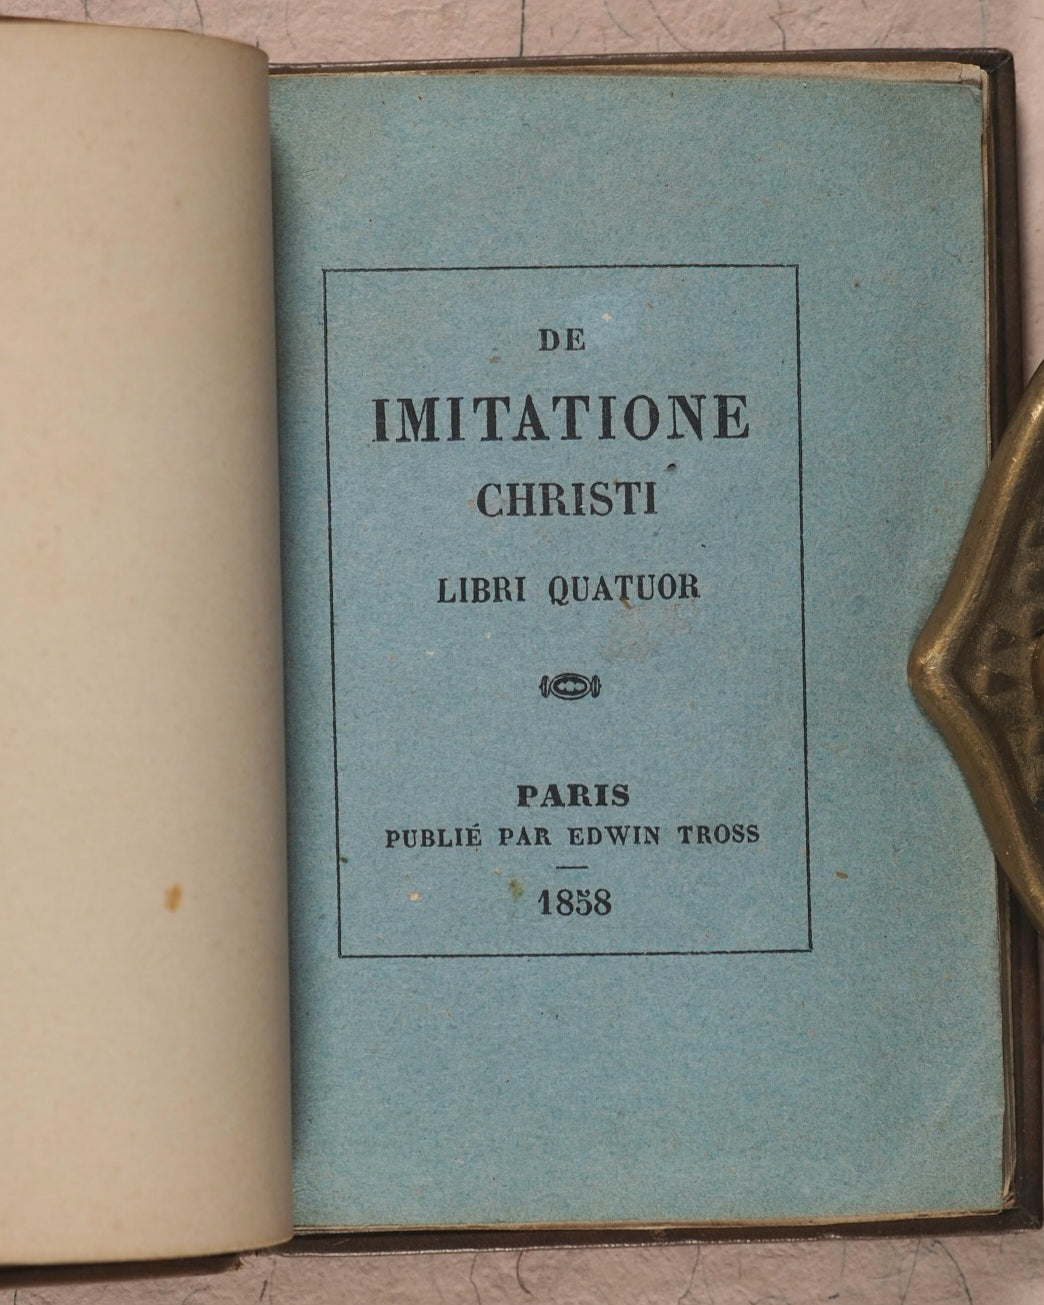 DE
IMITATIONE
CHRISTI
LIBRI QUATUOR
PARIS
PUBLIÉ PAR EDWIN TROSS
1858